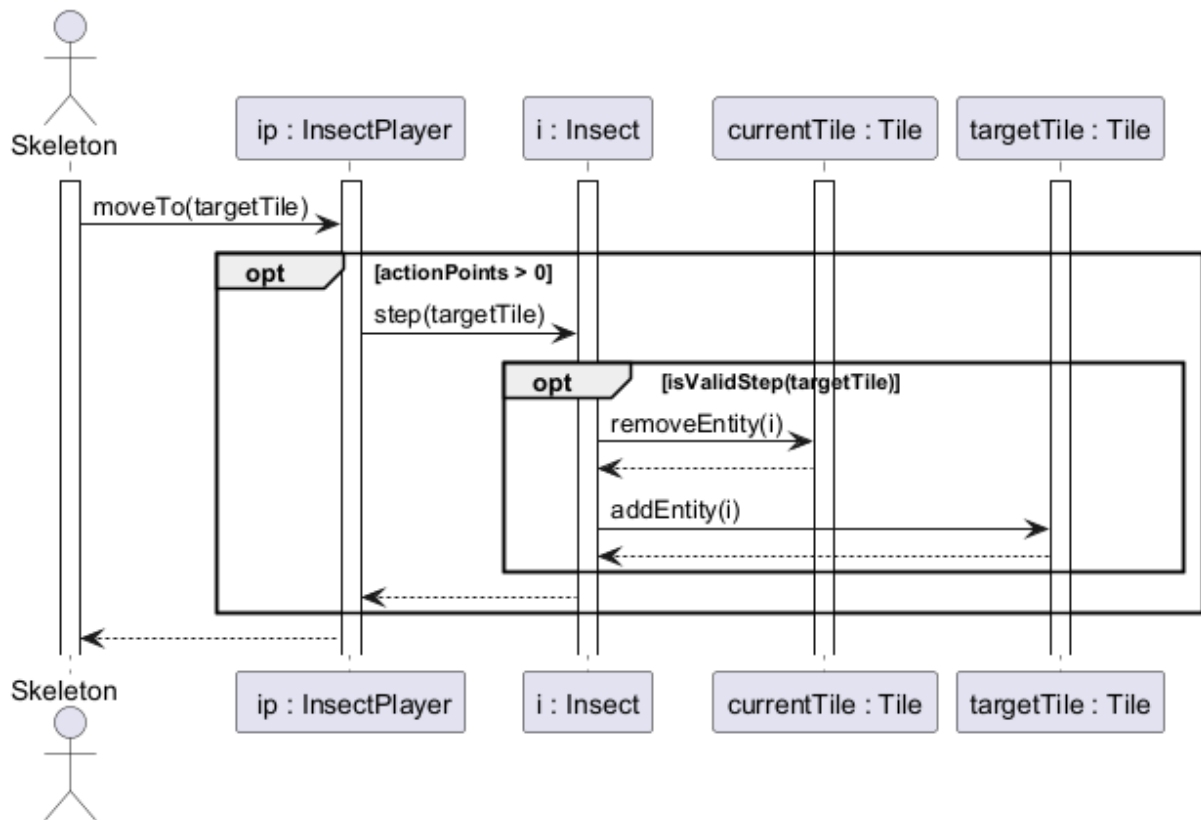 Skeleton
ip : InsectPlayer
i : Insect
currentTile : Tile
targetTile : Tile
moveTo(targetTile)
opt
[actionPoints > 0]
step(targetTile)
opt
[isValidStep(targetTile)]
removeEntity(i)
addEntity(i)
Skeleton
ip : InsectPlayer
i : Insect
currentTile : Tile
targetTile : Tile